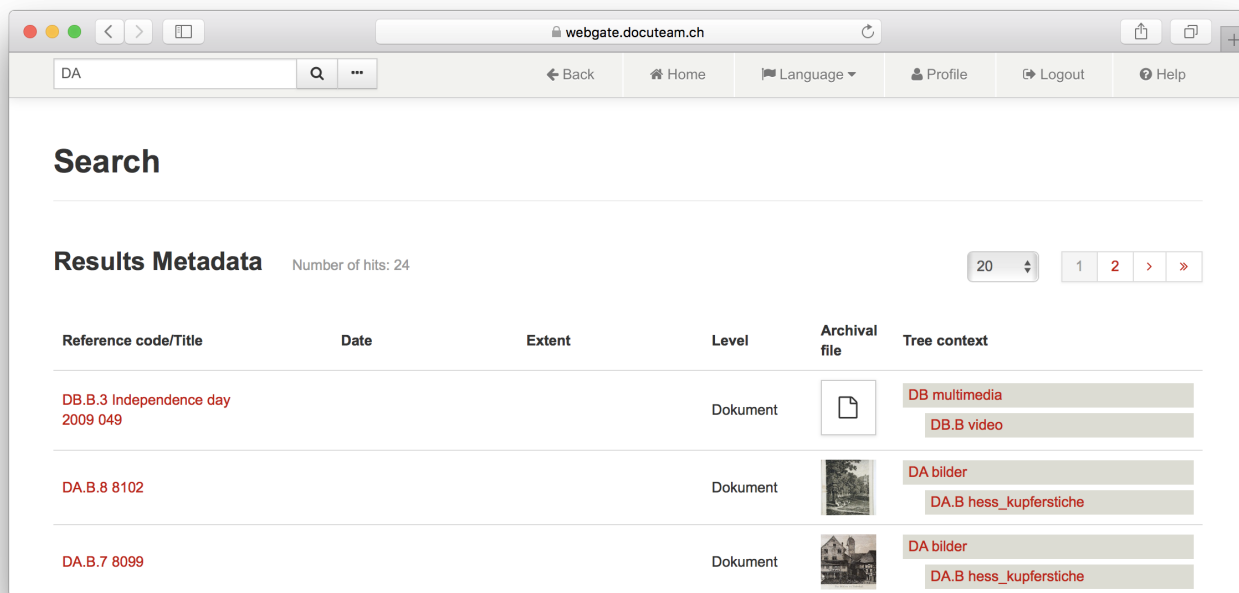 webgate.docuteam.ch
DA
Back
Home
Language
Profile
Logout
Help
Search
Results Metadata
Number of hits: 24
20
1
2
›
»
Reference code/Title
Date
Extent
Level
Archival
file
Tree context
DB.B.3 Independence day
2009 049
Dokument
DB multimedia
DB.B video
DA.B.8 8102
Dokument
DA bilder
DA.B hess_kupferstiche
DA.B.7 8099
Dokument
DA bilder
DA.B hess_kupferstiche